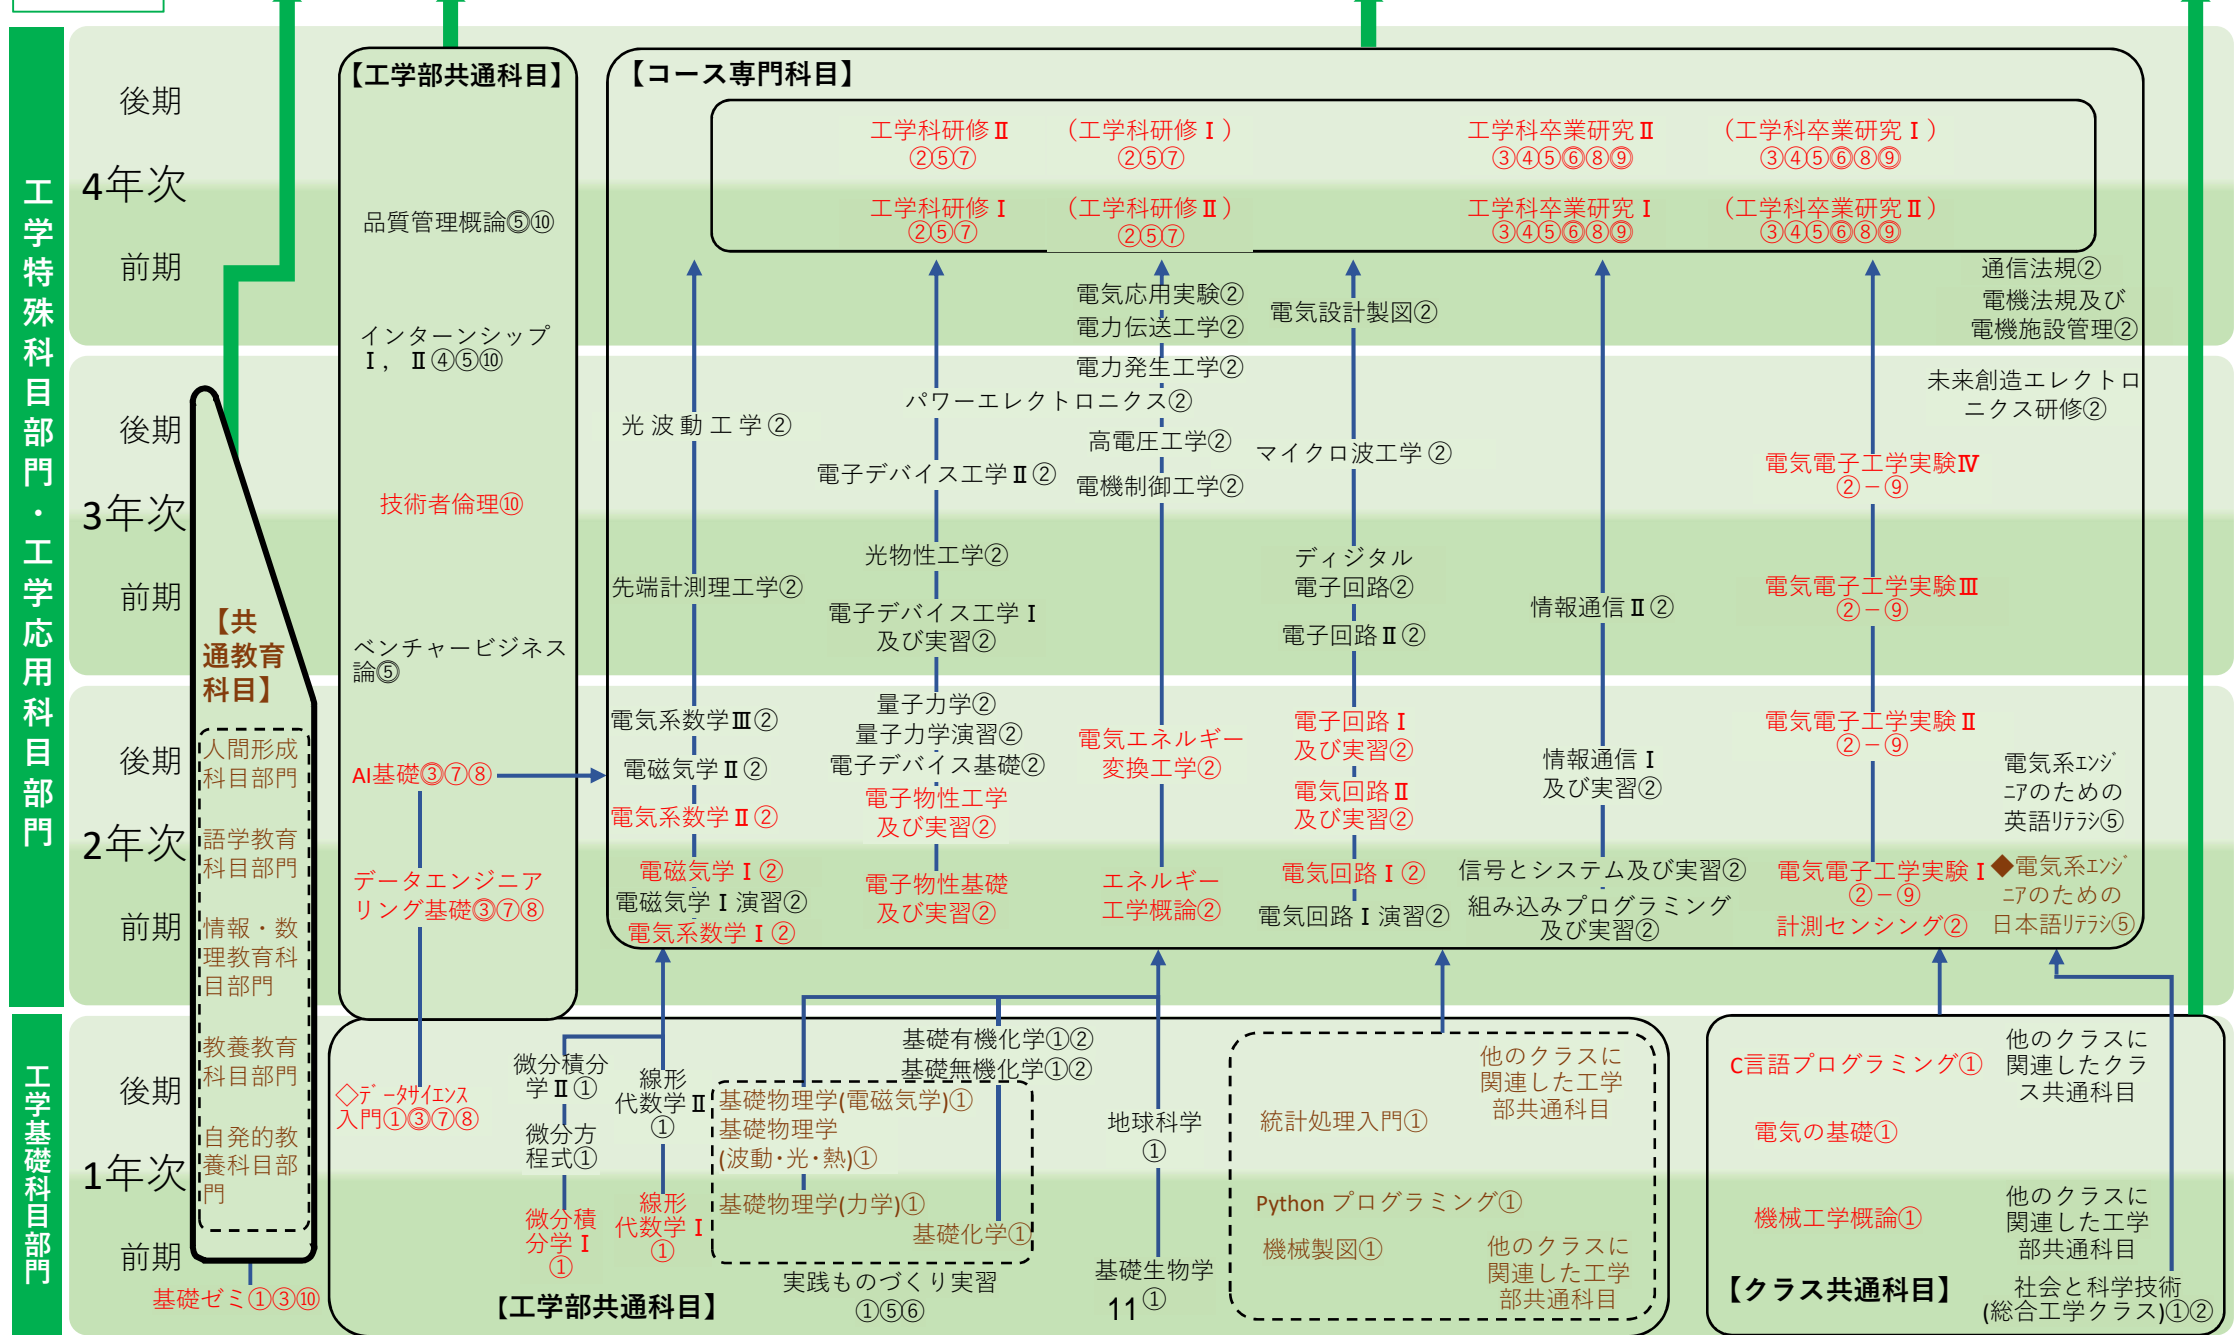 工学特殊科目部門・工学応用科目部門
工学基礎科目部門
後期
4年次
前期
後期
3年次
前期
後期
2年次
前期
後期
1年次
前期
【共
通教育
科目】
人間形成
科目部門
語学教育
科目部門
情報・数
理教育科
目部門
教養教育
科目部門
自発的教
養科目部
門
基礎ゼミ①③⑩
【工学部共通科目】
品質管理概論⑤⑩
インターンシップ
Ⅰ，Ⅱ④⑤⑩
技術者倫理⑩
ベンチャービジネス
論⑤
AI基礎③⑦⑧
データエンジニア
リング基礎③⑦⑧
◇データサイエンス
入門①③⑦⑧
【コース専門科目】
工学科研修Ⅱ
②⑤⑦
（工学科研修Ⅰ）
②⑤⑦
工学科卒業研究Ⅱ
③④⑤⑥⑧⑨
（工学科卒業研究Ⅰ）
③④⑤⑥⑧⑨
工学科研修Ⅰ
②⑤⑦
（工学科研修Ⅱ）
②⑤⑦
工学科卒業研究Ⅰ
③④⑤⑥⑧⑨
（工学科卒業研究Ⅱ）
③④⑤⑥⑧⑨
光波動工学②
先端計測理工学②
電気系数学Ⅲ②
電磁気学Ⅱ②
電気系数学Ⅱ②
電磁気学Ⅰ②
電磁気学Ⅰ演習②
電気系数学Ⅰ②
パワーエレクトロニクス②
電子デバイス工学Ⅱ②
光物性工学②
電子デバイス工学Ⅰ
及び実習②
量子力学②
量子力学演習②
電子デバイス基礎②
電子物性工学
及び実習②
電子物性基礎
及び実習②
電気応用実験②
電力伝送工学②
電力発生工学②
高電圧工学②
電機制御工学②
電気エネルギー
変換工学②
エネルギー
工学概論②
電気設計製図②
マイクロ波工学②
ディジタル
電子回路②
電子回路Ⅱ②
電子回路Ⅰ
及び実習②
電気回路Ⅱ
及び実習②
電気回路Ⅰ②
電気回路Ⅰ演習②
情報通信Ⅱ②
情報通信Ⅰ
及び実習②
信号とシステム及び実習②
組み込みプログラミング
及び実習②
電気電子工学実験Ⅳ
②－⑨
電気電子工学実験Ⅲ
②－⑨
電気電子工学実験Ⅱ
②－⑨
電気電子工学実験Ⅰ
②－⑨
計測センシング②
通信法規②
電機法規及び
電機施設管理②
未来創造エレクトロ
ニクス研修②
電気系エンジ
ニアのための
英語リテラシ⑤
◆電気系エンジ
ニアのための
日本語リテラシ⑤
微分積分
学Ⅱ①
微分方
程式①
微分積
分学Ⅰ
①
線形
代数学Ⅱ
①
線形
代数学Ⅰ
①
基礎有機化学①②
基礎無機化学①②
基礎物理学(電磁気学)①
基礎物理学
(波動・光・熱)①
基礎物理学(力学)①
基礎化学①
実践ものづくり実習
①⑤⑥
【工学部共通科目】
地球科学
①
基礎生物学
①
11
他のクラスに
関連した工学
部共通科目
統計処理入門①
Python プログラミング①
機械製図①
他のクラスに
関連した工学
部共通科目
C言語プログラミング①
電気の基礎①
機械工学概論①
他のクラスに
関連したクラ
ス共通科目
他のクラスに
関連した工学
部共通科目
【クラス共通科目】
社会と科学技術
(総合工学クラス)①②